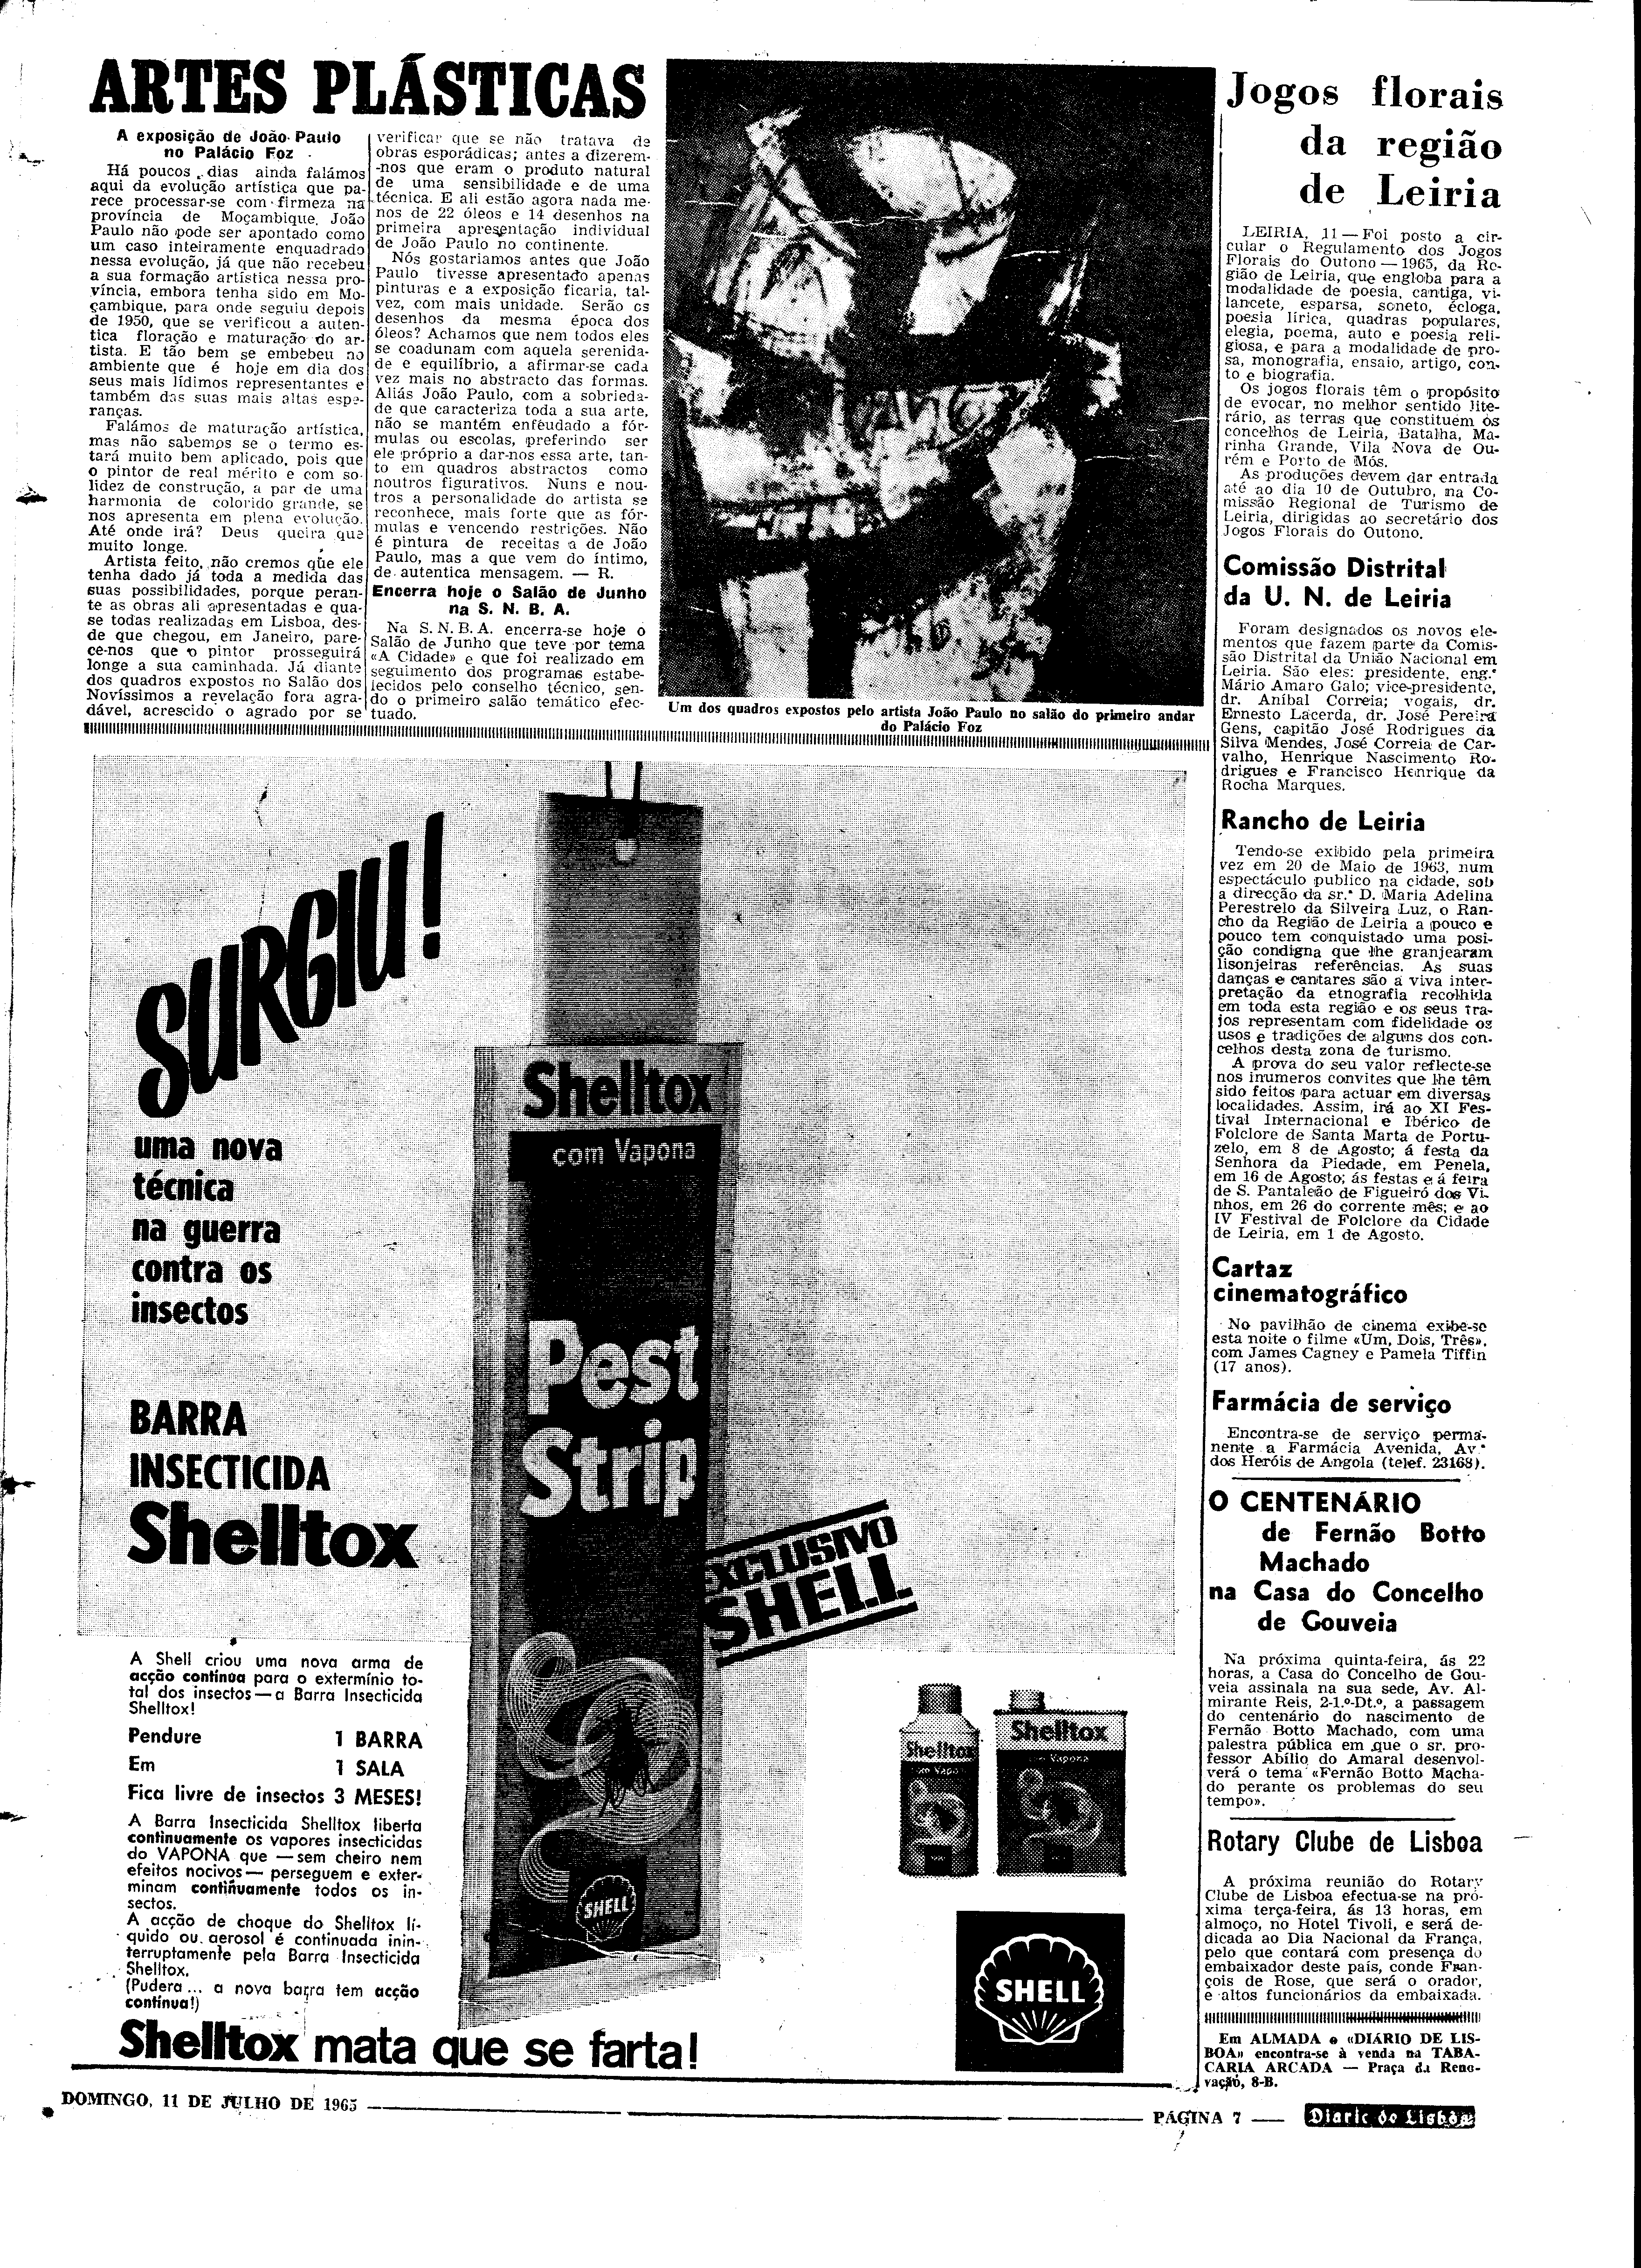 ARTES PLÁSTICAS
A exposição de João Paulo
no Palácio Foz
Há poucos dias ainda falámos
aqui da evolução artística que pa-
rece processar-se com firmeza na
província de Moçambique. João
Paulo não pode ser apontado como
um caso inteiramente enquadrado
nessa evolução, já que não recebeu
a sua formação artística nessa pro-
víncia, embora tenha sido em Mo-
çambique, para onde seguiu depois
de 1950, que se verificou a auten-
tica floração e maturação do ar-
tista. E tão bem se embebeu no
ambiente que é hoje em dia dos
seus mais lídimos representantes e
também das suas mais altas espe-
ranças.
Falámos de maturação artística,
mas não sabemos se o termo es-
tará muito bem aplicado, pois que
o pintor de real mérito e com so-
lidez de construção, a par de uma
harmonia de colorido grande, se
nos apresenta em plena evolução.
Até onde irá? Deus queira que
muito longe.
Artista feito, não cremos que ele
tenha dado já toda a medida das
suas possibilidades, porque peran-
te as obras ali apresentadas e qua-
se todas realizadas em Lisboa, des-
de que chegou, em Janeiro, pare-
ce-nos que o pintor prosseguirá
longe a sua caminhada. Já diante
dos quadros expostos no Salão dos
Novíssimos a revelação fora agra-
dável, acrescido o agrado por se
verificar que se não tratava de
obras esporádicas; antes a dizerem-
-nos que eram o produto natural
de uma sensibilidade e de uma
técnica. E ali estão agora nada me-
nos de 22 óleos e 14 desenhos na
primeira apresentação individual
de João Paulo no continente.
Nós gostariamos antes que João
Paulo tivesse apresentado apenas
pinturas e a exposição ficaria, tal-
vez, com mais unidade. Serão os
desenhos da mesma época dos
óleos? Achamos que nem todos eles
se coadunam com aquela serenida-
de e equilíbrio, a afirmar-se cada
vez mais no abstracto das formas.
Aliás João Paulo, com a sobrieda-
de que caracteriza toda a sua arte,
não se mantém enfeudado a fór-
mulas ou escolas, preferindo ser
ele próprio a dar-nos essa arte, tan-
to em quadros abstractos como
noutros figurativos. Nuns e nou-
tros a personalidade do artista se
reconhece, mais forte que as fór-
mulas e vencendo restrições. Não
é pintura de receitas a de João
Paulo, mas a que vem do íntimo,
de autentica mensagem. — R.
Encerra hoje o Salão de Junho
na S. N. B. A.
Na S. N. B. A. encerra-se hoje o
Salão de Junho que teve por tema
«A Cidade» e que foi realizado em
seguimento dos programas estabe-
lecidos pelo conselho técnico, sen-
do o primeiro salão temático efec-
tuado.
Um dos quadros expostos pelo artista João Paulo no salão do primeiro andar
do Palácio Foz
SURGIU!
uma nova
técnica
na guerra
contra os
insectos
BARRA
INSECTICIDA
Shelltox
Shelltox
com Vapona
Pest
Strip
EXCLUSIVO
SHELL
SHELL
A Shell criou uma nova arma de
acção contínua para o extermínio to-
tal dos insectos — a Barra Insecticida
Shelltox!
Pendure 1 BARRA
Em 1 SALA
Fica livre de insectos 3 MESES!
A Barra Insecticida Shelltox liberta
continuamente os vapores insecticidas
do VAPONA que — sem cheiro nem
efeitos nocivos — perseguem e exter-
minam continuamente todos os in-
sectos.
A acção de choque do Shelltox lí-
quido ou aerosol é continuada inin-
terruptamente pela Barra Insecticida
Shelltox.
(Pudera... a nova barra tem acção
contínua!)
Shelltox
com Vapona
Shelltox
com Vapona
SHELL
Shelltox mata que se farta!
Jogos florais
da região
de Leiria
LEIRIA, 11 — Foi posto a cir-
cular o Regulamento dos Jogos
Florais do Outono — 1965, da Re-
gião de Leiria, que engloba para a
modalidade de poesia, cantiga, vi-
lancete, esparsa, soneto, écloga,
poesia lírica, quadras populares,
elegia, poema, auto e poesia reli-
giosa, e para a modalidade de pro-
sa, monografia, ensaio, artigo, con-
to e biografia.
Os jogos florais têm o propósito
de evocar, no melhor sentido lite-
rário, as terras que constituem os
concelhos de Leiria, Batalha, Ma-
rinha Grande, Vila Nova de Ou-
rém e Porto de Mós.
As produções devem dar entrada
até ao dia 10 de Outubro, na Co-
missão Regional de Turismo de
Leiria, dirigidas ao secretário dos
Jogos Florais do Outono.
Comissão Distrital
da U. N. de Leiria
Foram designados os novos ele-
mentos que fazem parte da Comis-
são Distrital da União Nacional em
Leiria. São eles: presidente, eng.º
Mário Amaro Galo; vice-presidente,
dr. Aníbal Correia; vogais, dr.
Ernesto Lacerda, dr. José Pereira
Gens, capitão José Rodrigues da
Silva Mendes, José Correia de Car-
valho, Henrique Nascimento Ro-
drigues e Francisco Henrique da
Rocha Marques.
Rancho de Leiria
Tendo-se exibido pela primeira
vez em 20 de Maio de 1963, num
espectáculo publico na cidade, sob
a direcção da sr.ª D. Maria Adelina
Perestrelo da Silveira Luz, o Ran-
cho da Região de Leiria a pouco e
pouco tem conquistado uma posi-
ção condigna que lhe granjearam
lisonjeiras referências. As suas
danças e cantares são a viva inter-
pretação da etnografia recolhida
em toda esta região e os seus tra-
jos representam com fidelidade os
usos e tradições de alguns dos con-
celhos desta zona de turismo.
A prova do seu valor reflecte-se
nos inumeros convites que lhe têm
sido feitos para actuar em diversas
localidades. Assim, irá ao XI Fes-
tival Internacional e Ibérico de
Folclore de Santa Marta de Portu-
zelo, em 8 de Agosto; á festa da
Senhora da Piedade, em Penela,
em 16 de Agosto; ás festas e á feira
de S. Pantaleão de Figueiró dos Vi-
nhos, em 26 do corrente mês; e ao
IV Festival de Folclore da Cidade
de Leiria, em 1 de Agosto.
Cartaz
cinematográfico
No pavilhão de cinema exibe-se
esta noite o filme «Um, Dois, Três»,
com James Cagney e Pamela Tiffin
(17 anos).
Farmácia de serviço
Encontra-se de serviço perma-
nente a Farmácia Avenida, Av.ª
dos Heróis de Angola (telef. 23168).
O CENTENÁRIO
de Fernão Botto
Machado
na Casa do Concelho
de Gouveia
Na próxima quinta-feira, ás 22
horas, a Casa do Concelho de Gou-
veia assinala na sua sede, Av. Al-
mirante Reis, 2-1.º-Dt.º, a passagem
do centenário do nascimento de
Fernão Botto Machado, com uma
palestra pública em que o sr. pro-
fessor Abílio do Amaral desenvol-
verá o tema «Fernão Botto Macha-
do perante os problemas do seu
tempo».
Rotary Clube de Lisboa
A próxima reunião do Rotary
Clube de Lisboa efectua-se na pró-
xima terça-feira, ás 13 horas, em
almoço, no Hotel Tivoli, e será de-
dicada ao Dia Nacional da França,
pelo que contará com presença do
embaixador deste país, conde Fran-
çois de Rose, que será o orador,
e altos funcionários da embaixada.
Em ALMADA o «DIÁRIO DE LIS-
BOA» encontra-se à venda na TABA-
CARIA ARCADA — Praça da Reno-
vação, 8-B.
DOMINGO, 11 DE JULHO DE 1965
PÁGINA 7
Diario de Lisbôa